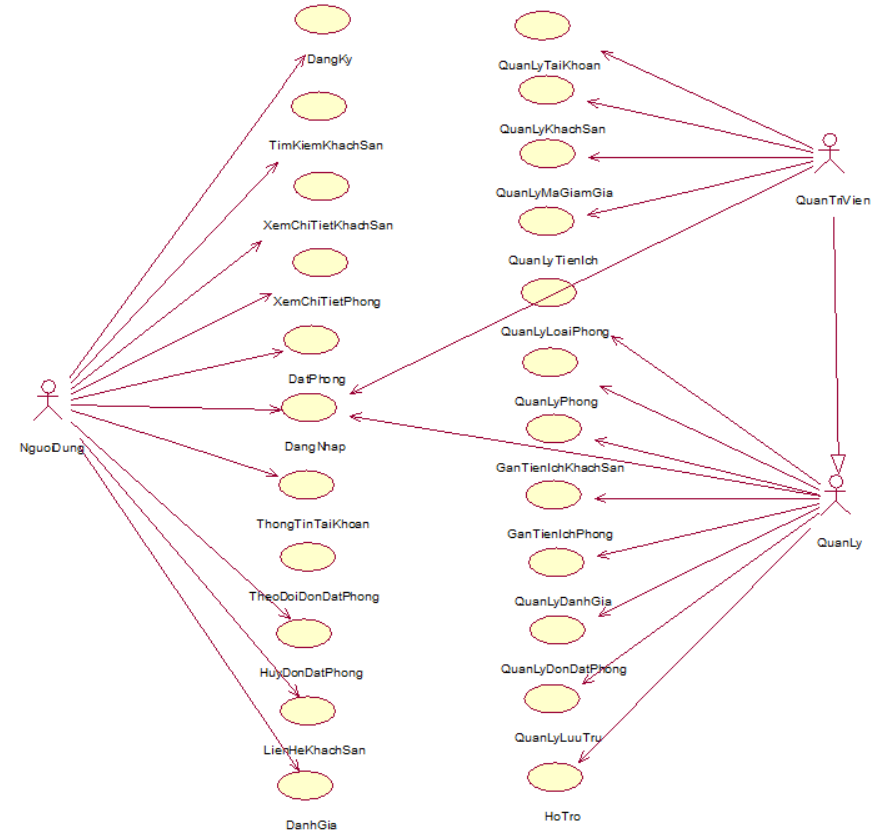 DangKy
TimKiemKhachSan
XemChiTietKhachSan
XemChiTietPhong
DatPhong
DangNhap
ThongTinTaiKhoan
TheoDoiDonDatPhong
HuyDonDatPhong
LienHeKhachSan
DanhGia
NguoiDung
QuanLyTaiKhoan
QuanLyKhachSan
QuanLyMaGiamGia
QuanLyTienIch
QuanLyLoaiPhong
QuanLyPhong
GanTienIchKhachSan
GanTienIchPhong
QuanLyDanhGia
QuanLyDonDatPhong
QuanLyLuuTru
HoTro
QuanTriVien
QuanLy